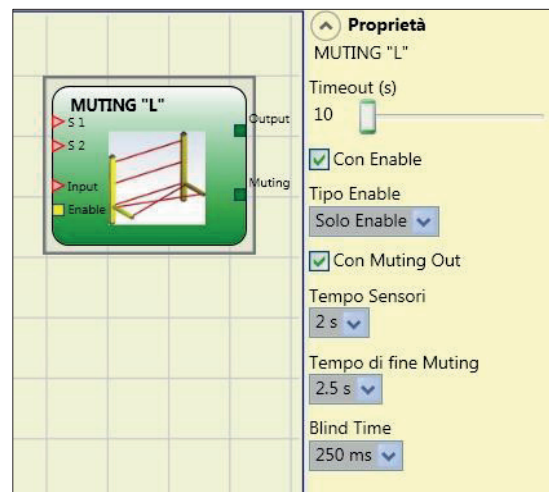 MUTING "L"
S 1
S 2
Input
Enable
Output
Muting
Proprietà
MUTING "L"
Timeout (s)
10
Con Enable
Tipo Enable
Solo Enable
Con Muting Out
Tempo Sensori
2 s
Tempo di fine Muting
2.5 s
Blind Time
250 ms